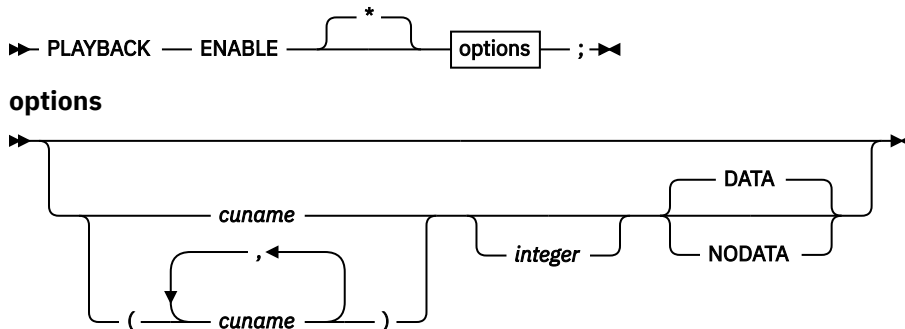 *
PLAYBACK ENABLE options ;
options
DATA
cuname
, integer NODATA
( cuname )